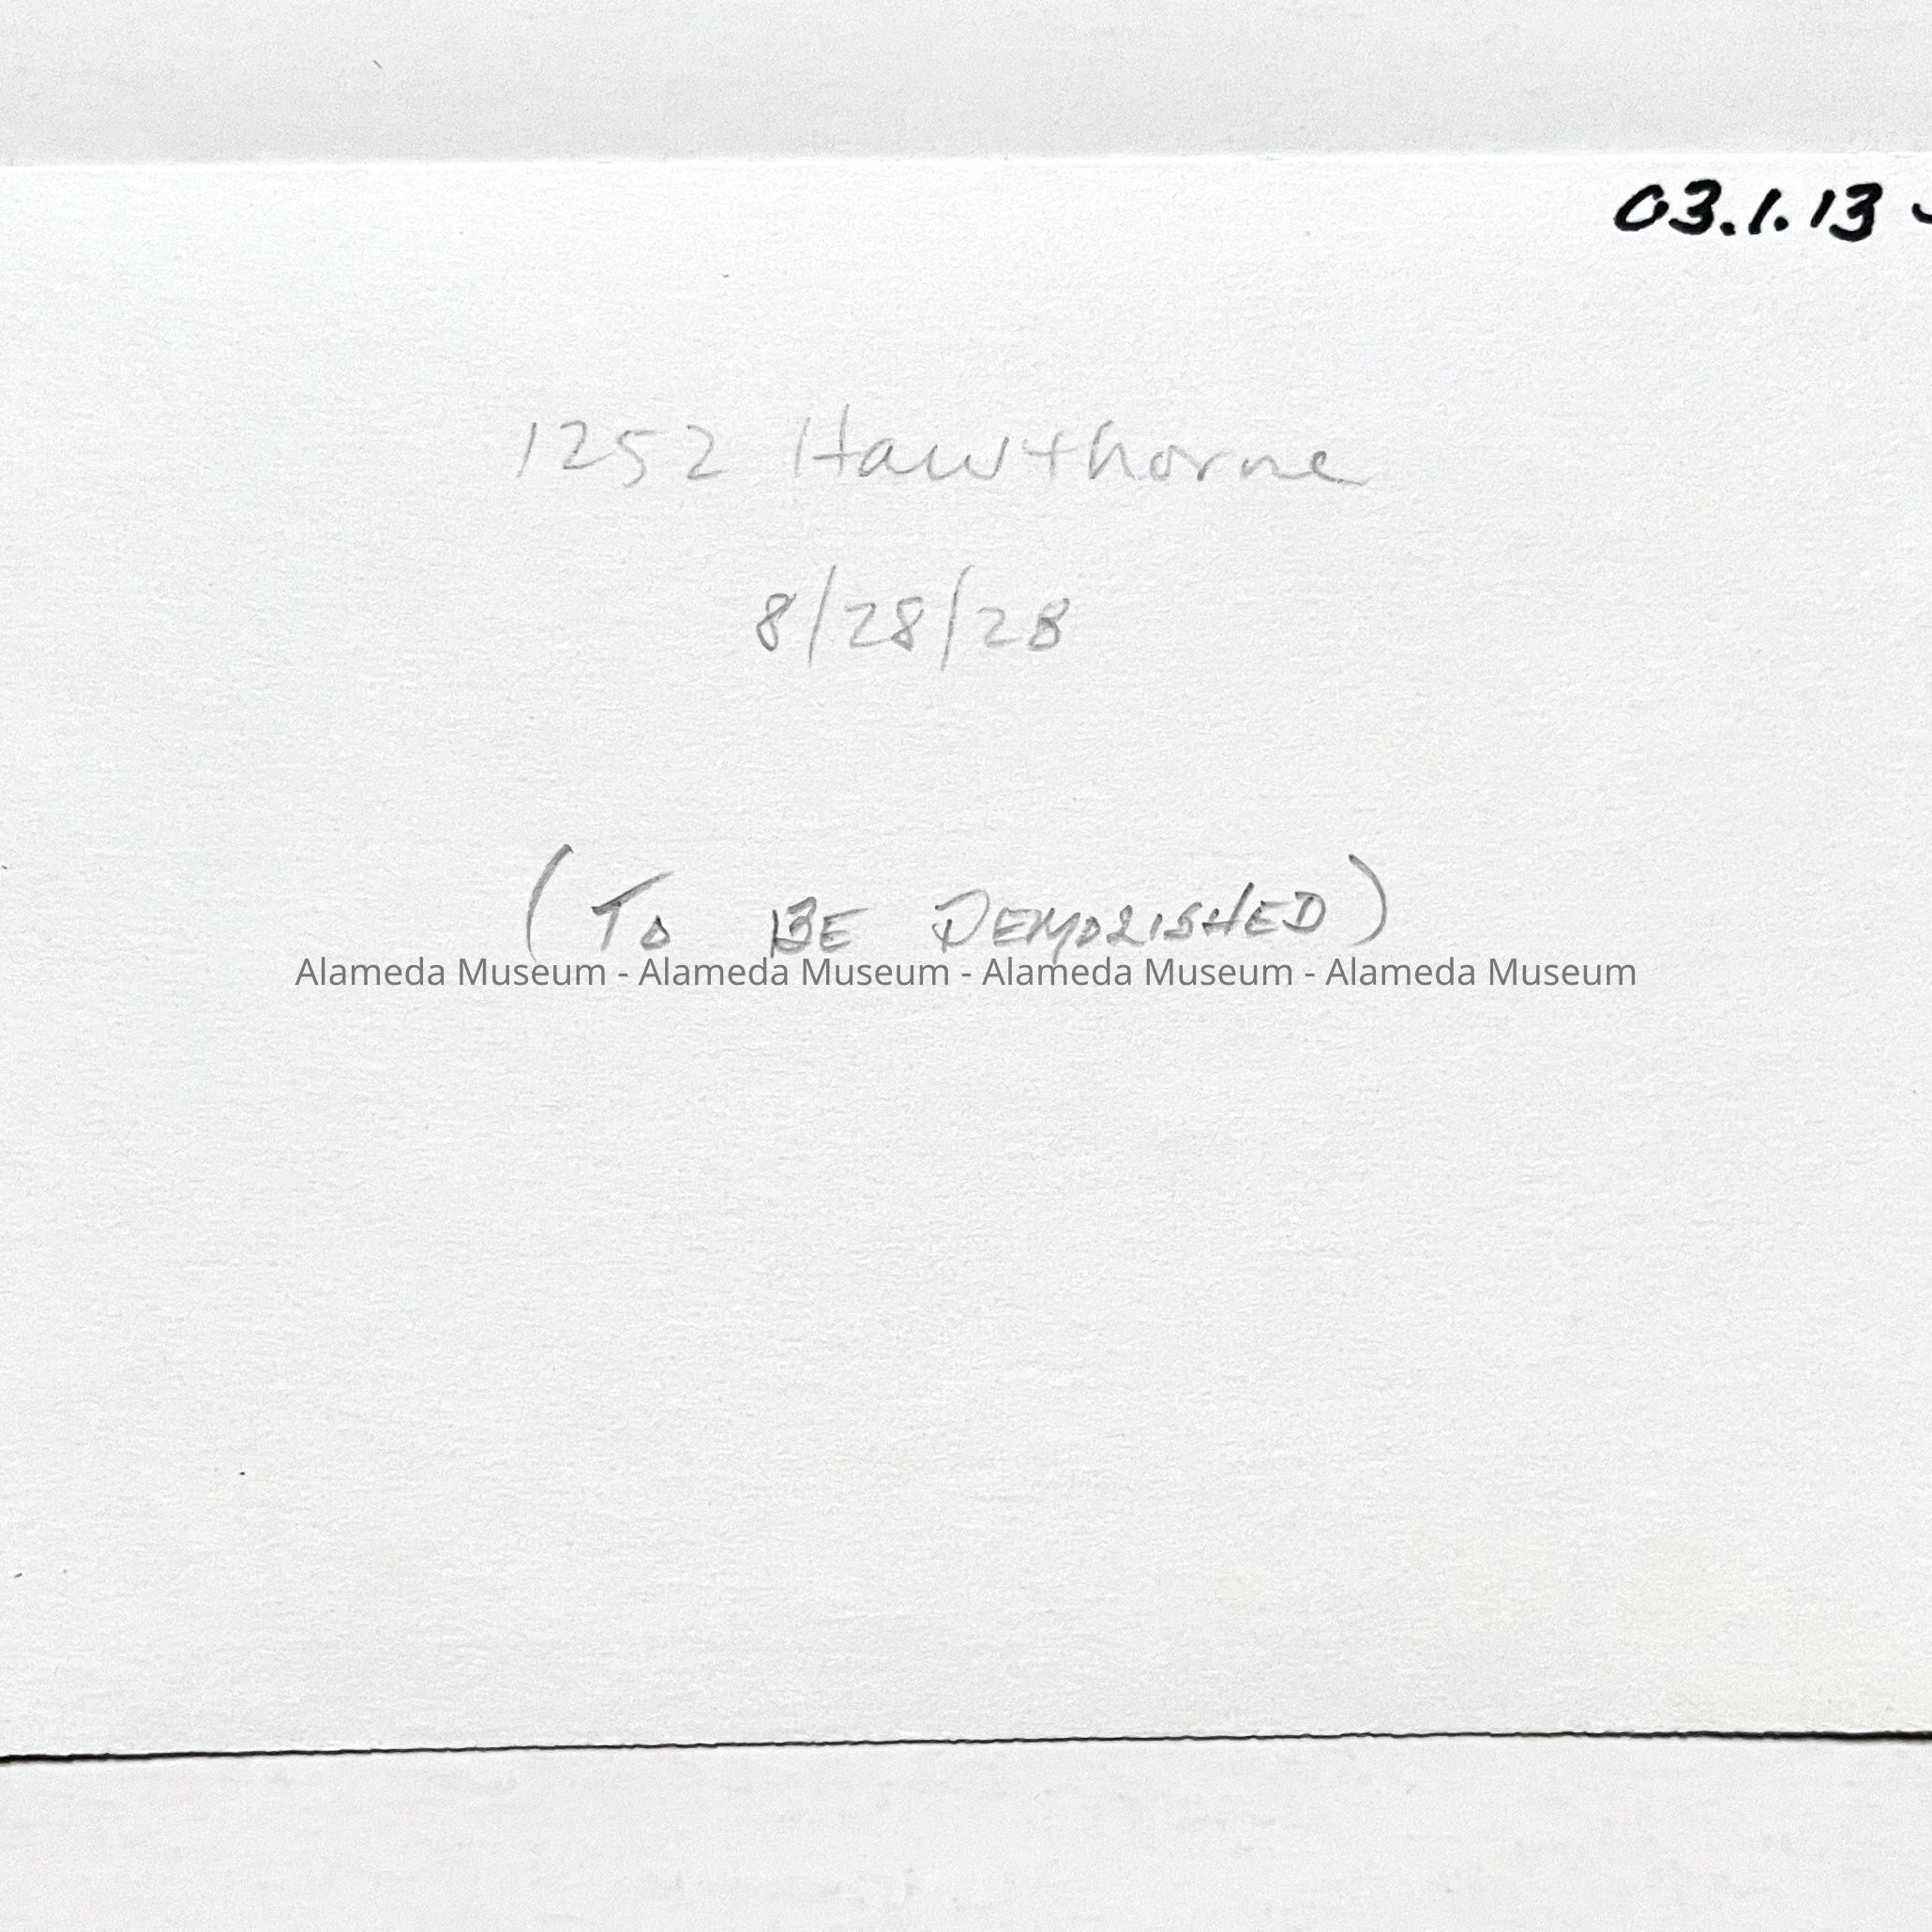 03.1.13
1252 Hawthorne
8/28/28
(TO BE DEMOLISHED)
Alameda Museum - Alameda Museum - Alameda Museum - Alameda Museum